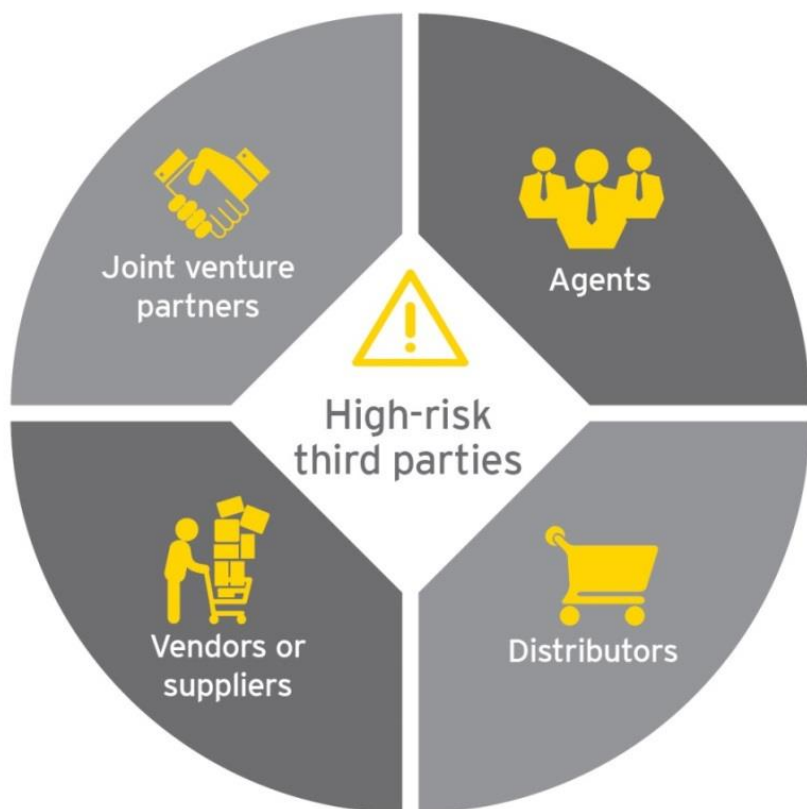 Joint venture
partners
Agents
High-risk
third parties
Vendors or
suppliers
Distributors